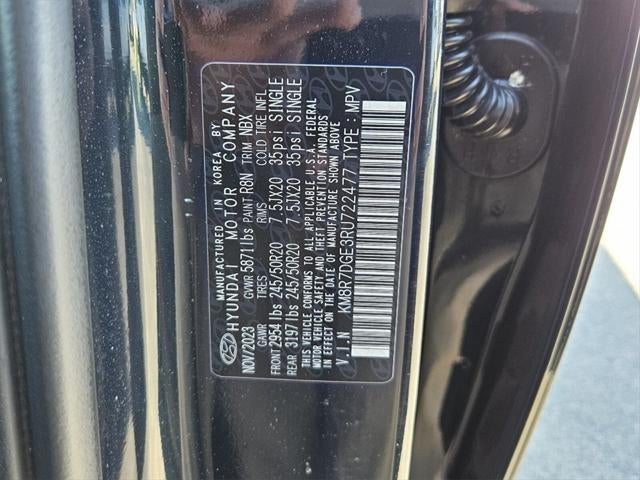 MANUFACTURED IN KOREA BY
HYUNDAI MOTOR COMPANY
NOV/2023 GVWR 5871 lbs PAINT R8N TRIM NBX
GAWR TIRES RIMS COLD TIRE INFL
FRONT 2954 lbs 245/50R20 7.5JX20 35psi SINGLE
REAR 3197 lbs 245/50R20 7.5JX20 35psi SINGLE
THIS VEHICLE CONFORMS TO ALL APPLICABLE U.S.A. FEDERAL
MOTOR VEHICLE SAFETY AND BUMPER STANDARDS
IN EFFECT ON THE DATE OF MANUFACTURE SHOWN ABOVE
V.I.N KM8R7DGE3RU722477 TYPE : MPV